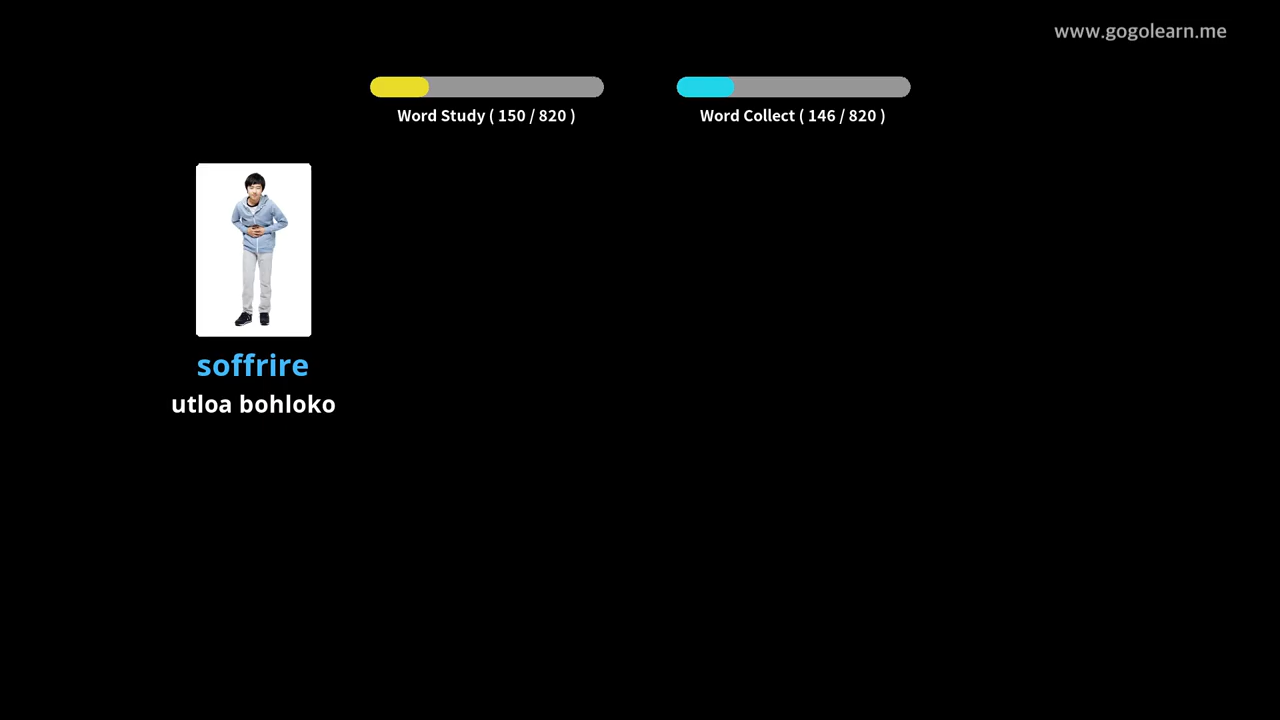 www.gogolearn.me
Word Study ( 150 / 820 )
Word Collect ( 146 / 820 )
soffrire
utloa bohloko